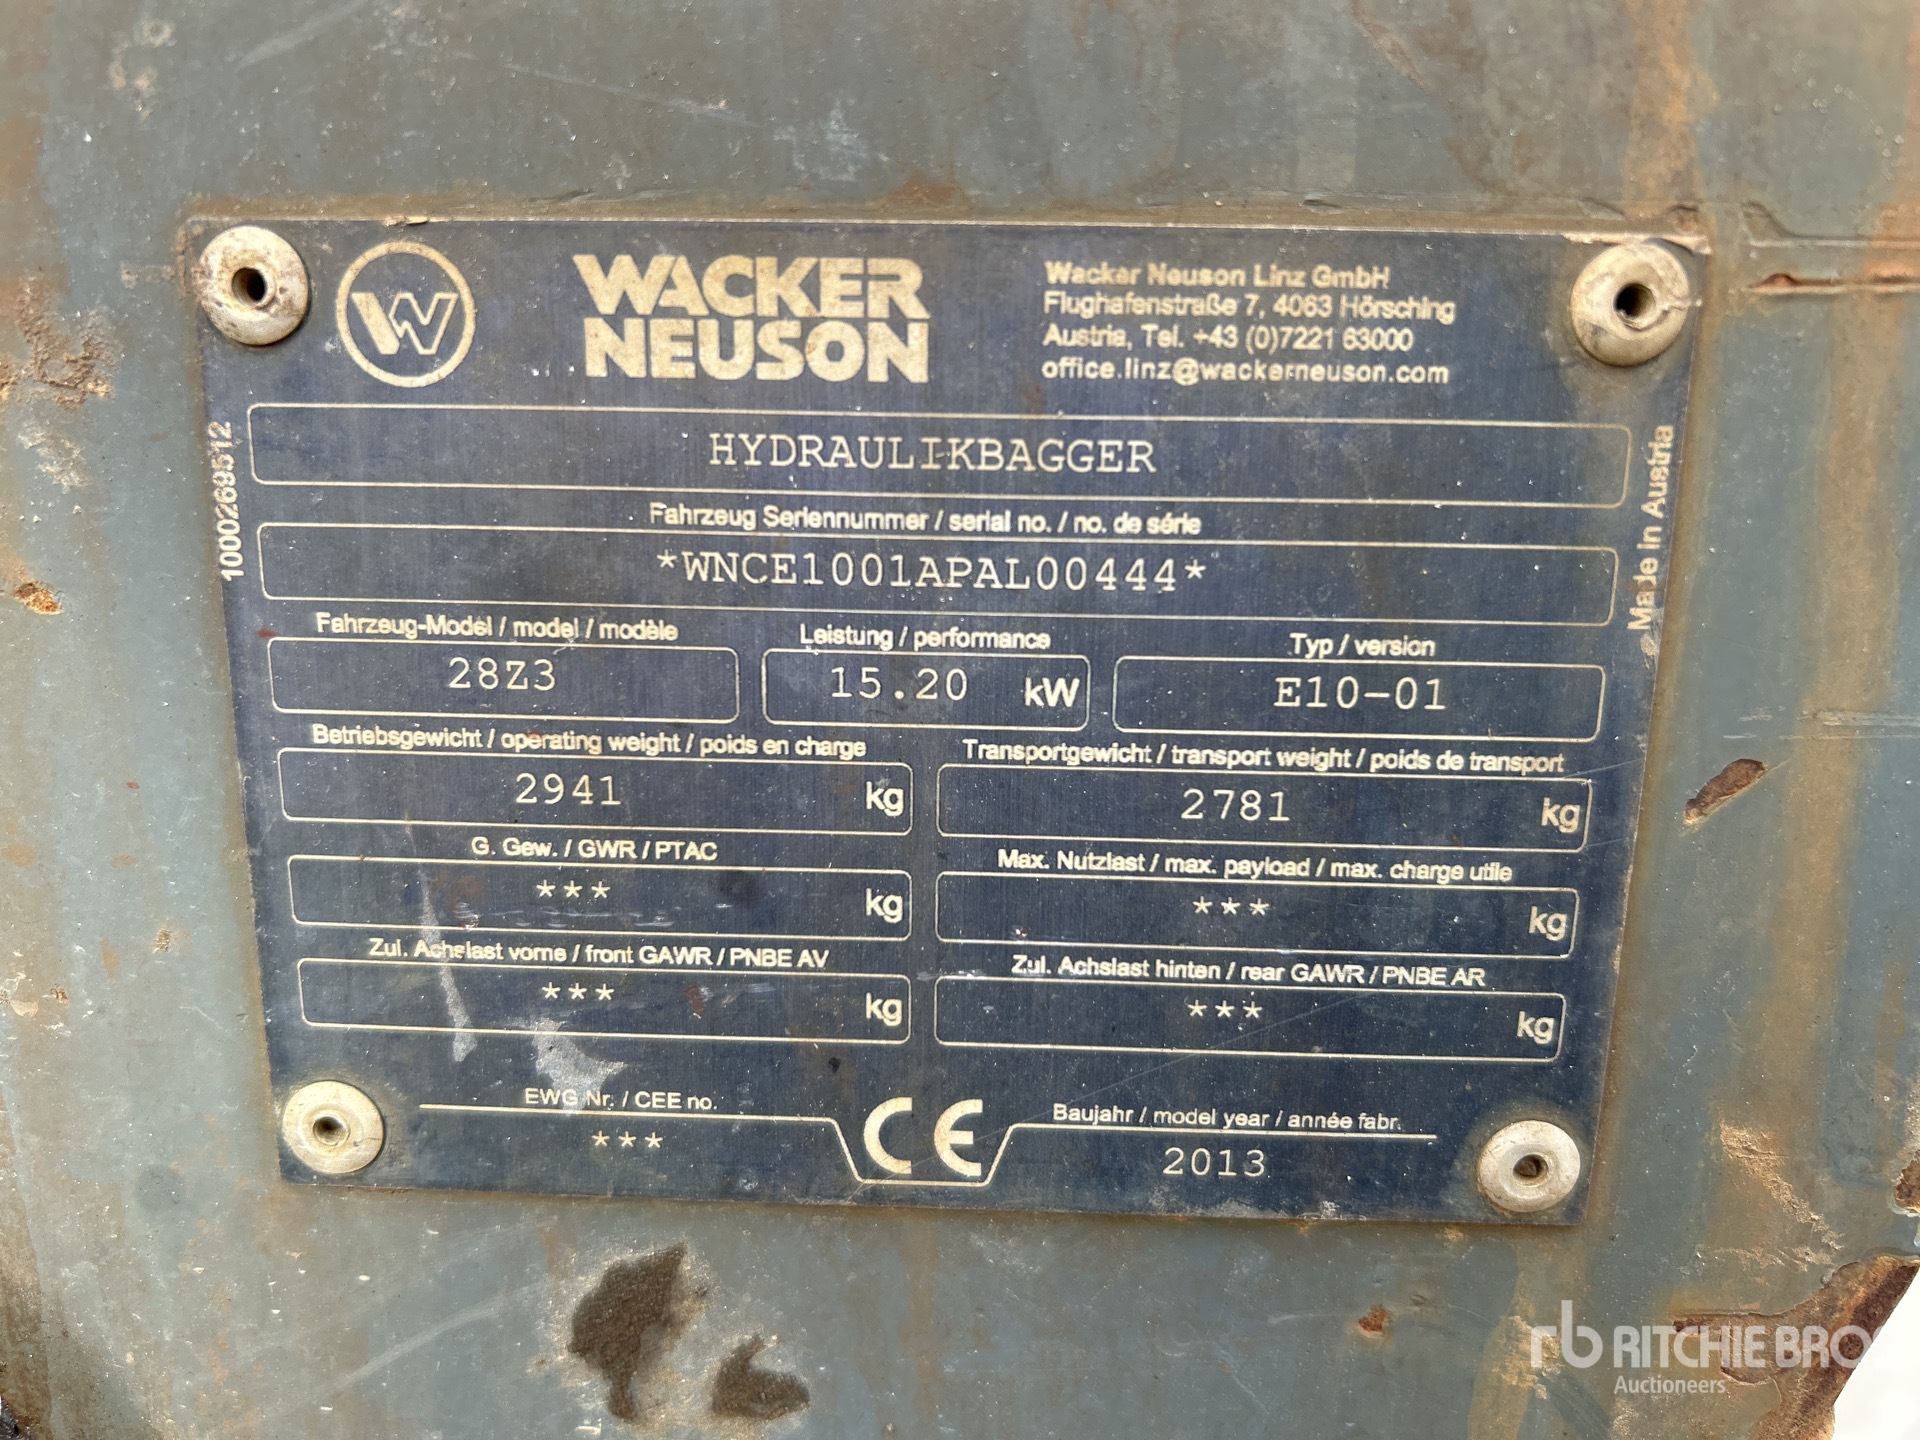 WACKER
NEUSON
Wacker Neuson Linz GmbH
Flughafenstraße 7, 4063 Hörsching
Austria, Tel. +43 (0)7221 63000
office.linz@wackerneuson.com
1000269512
Made in Austria
HYDRAULIKBAGGER
Fahrzeug Seriennummer / serial no. / no. de série
*WNCE1001APAL00444*
Fahrzeug-Model / model / modèle
28Z3
Leistung / performance
15.20 kW
Typ / version
E10-01
Betriebsgewicht / operating weight / poids en charge
2941 kg
Transportgewicht / transport weight / poids de transport
2781 kg
G. Gew. / GWR / PTAC
*** kg
Max. Nutzlast / max. payload / max. charge utile
*** kg
Zul. Achslast vorne / front GAWR / PNBE AV
*** kg
Zul. Achslast hinten / rear GAWR / PNBE AR
*** kg
EWG Nr. / CEE no.
***
CE
Baujahr / model year / année fabr.
2013
rb RITCHIE BRO
Auctioneers